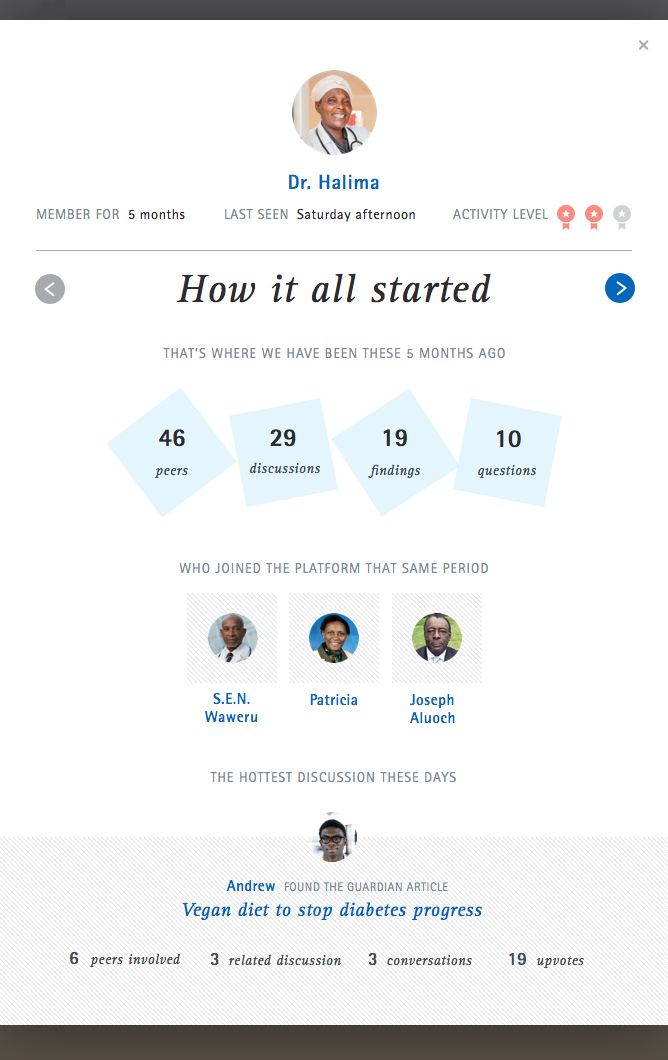 Dr. Halima
MEMBER FOR 5 months LAST SEEN Saturday afternoon ACTIVITY LEVEL
How it all started
THAT'S WHERE WE HAVE BEEN THESE 5 MONTHS AGO
46 29 19 10
peers discussions findings questions
WHO JOINED THE PLATFORM THAT SAME PERIOD
S.E.N. Patricia Joseph
Waweru Aluoch
THE HOTTEST DISCUSSION THESE DAYS
Andrew FOUND THE GUARDIAN ARTICLE
Vegan diet to stop diabetes progress
6 peers involved 3 related discussion 3 conversations 19 upvotes